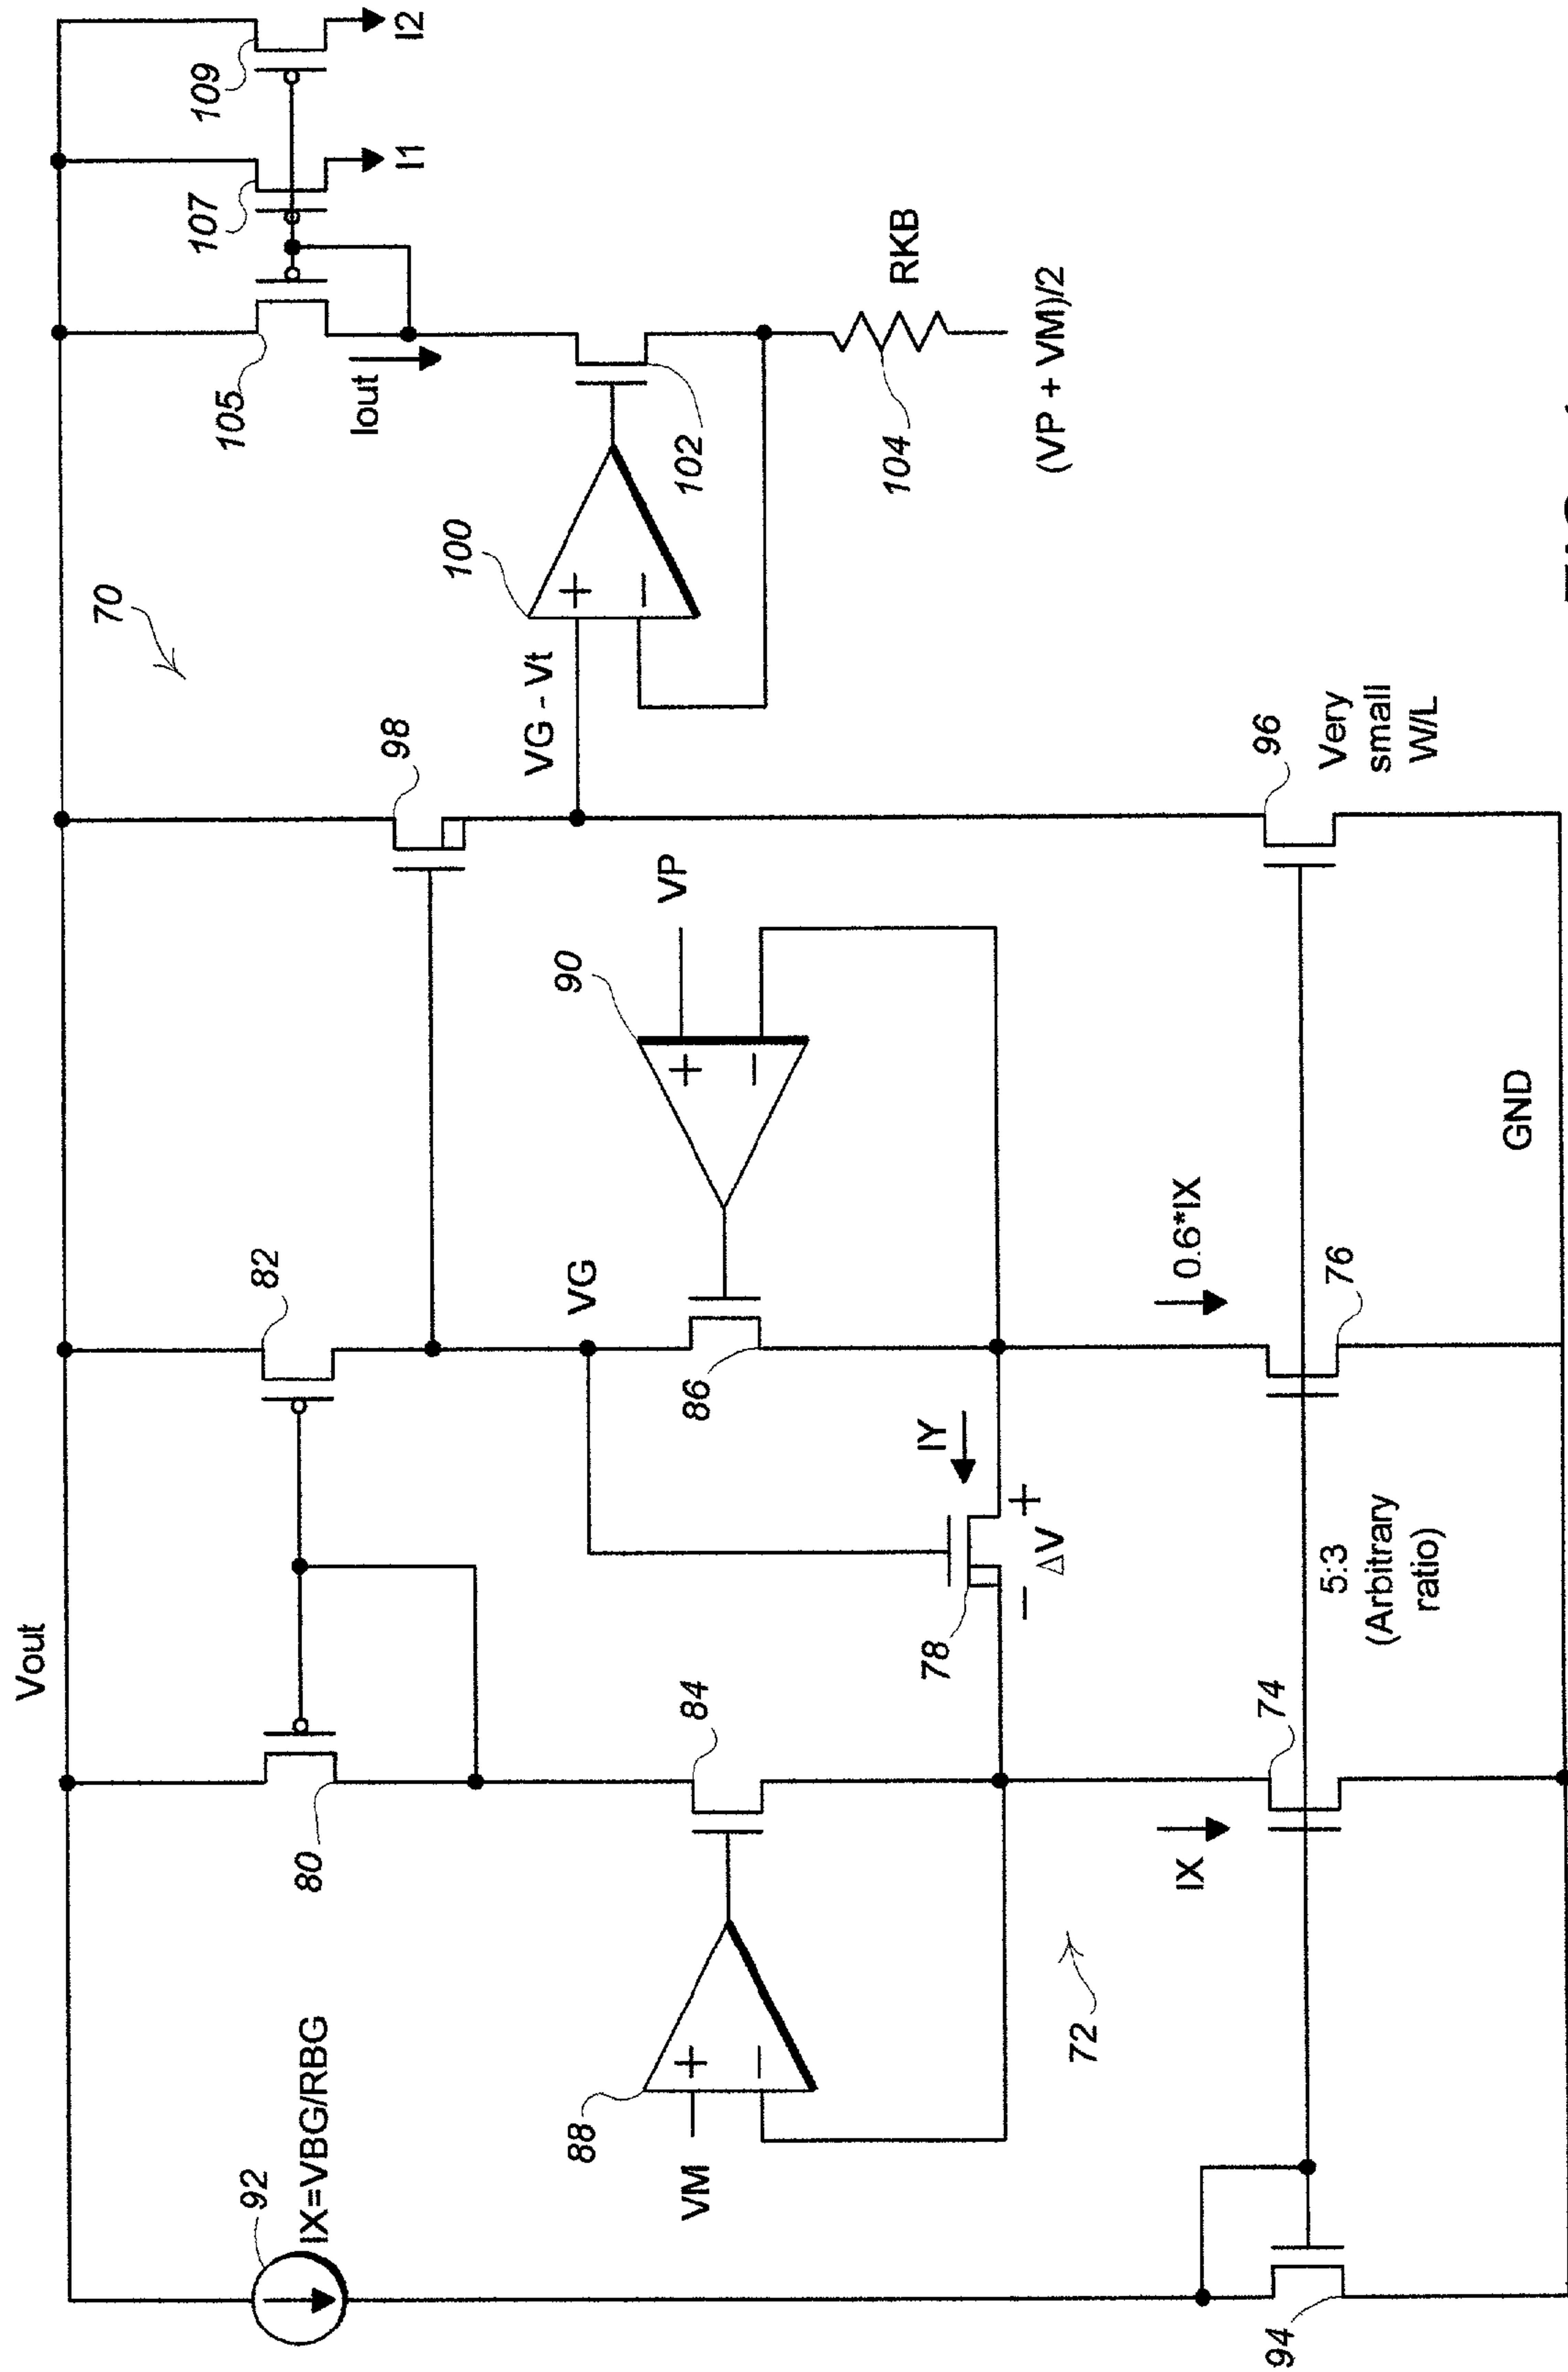 Vout
70
92
IX=VBG/RBG
80
82
98
105
107
109
Iout
I1
I2
VG
VG - Vt
100
+
-
102
RKB
104
(VP + VM)/2
88
VM
+
-
84
86
90
VP
+
-
IY
78
- ΔV +
72
IX
0.6*IX
74
76
96
Very
small
W/L
5:3
(Arbitrary
ratio)
94
GND